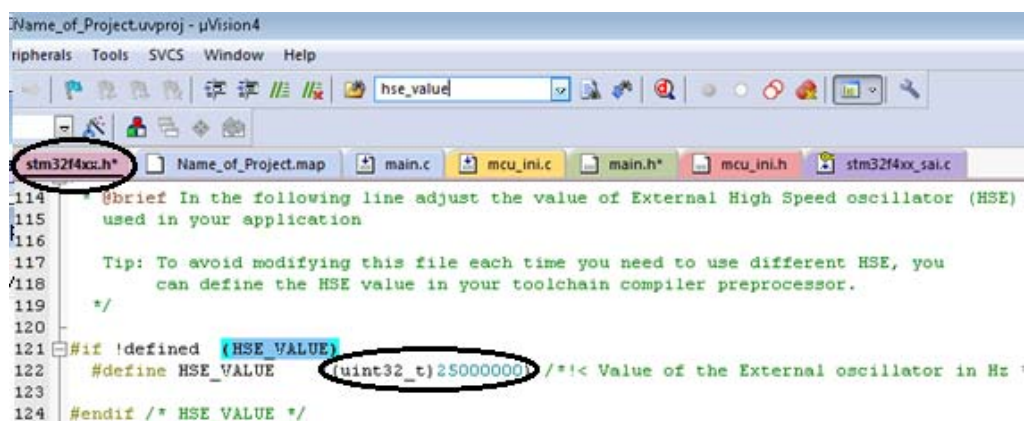 Name_of_Project.uvproj - µVision4
ripherals Tools SVCS Window Help
hse_value
stm32f4xx.h* Name_of_Project.map main.c mcu_ini.c main.h* mcu_ini.h stm32f4xx_sai.c
114 * @brief In the following line adjust the value of External High Speed oscillator (HSE)
115 used in your application
116
117 Tip: To avoid modifying this file each time you need to use different HSE, you
118 can define the HSE value in your toolchain compiler preprocessor.
119 */
120
121 #if !defined (HSE_VALUE)
122 #define HSE_VALUE ((uint32_t)25000000) /*!< Value of the External oscillator in Hz *
123
124 #endif /* HSE_VALUE */